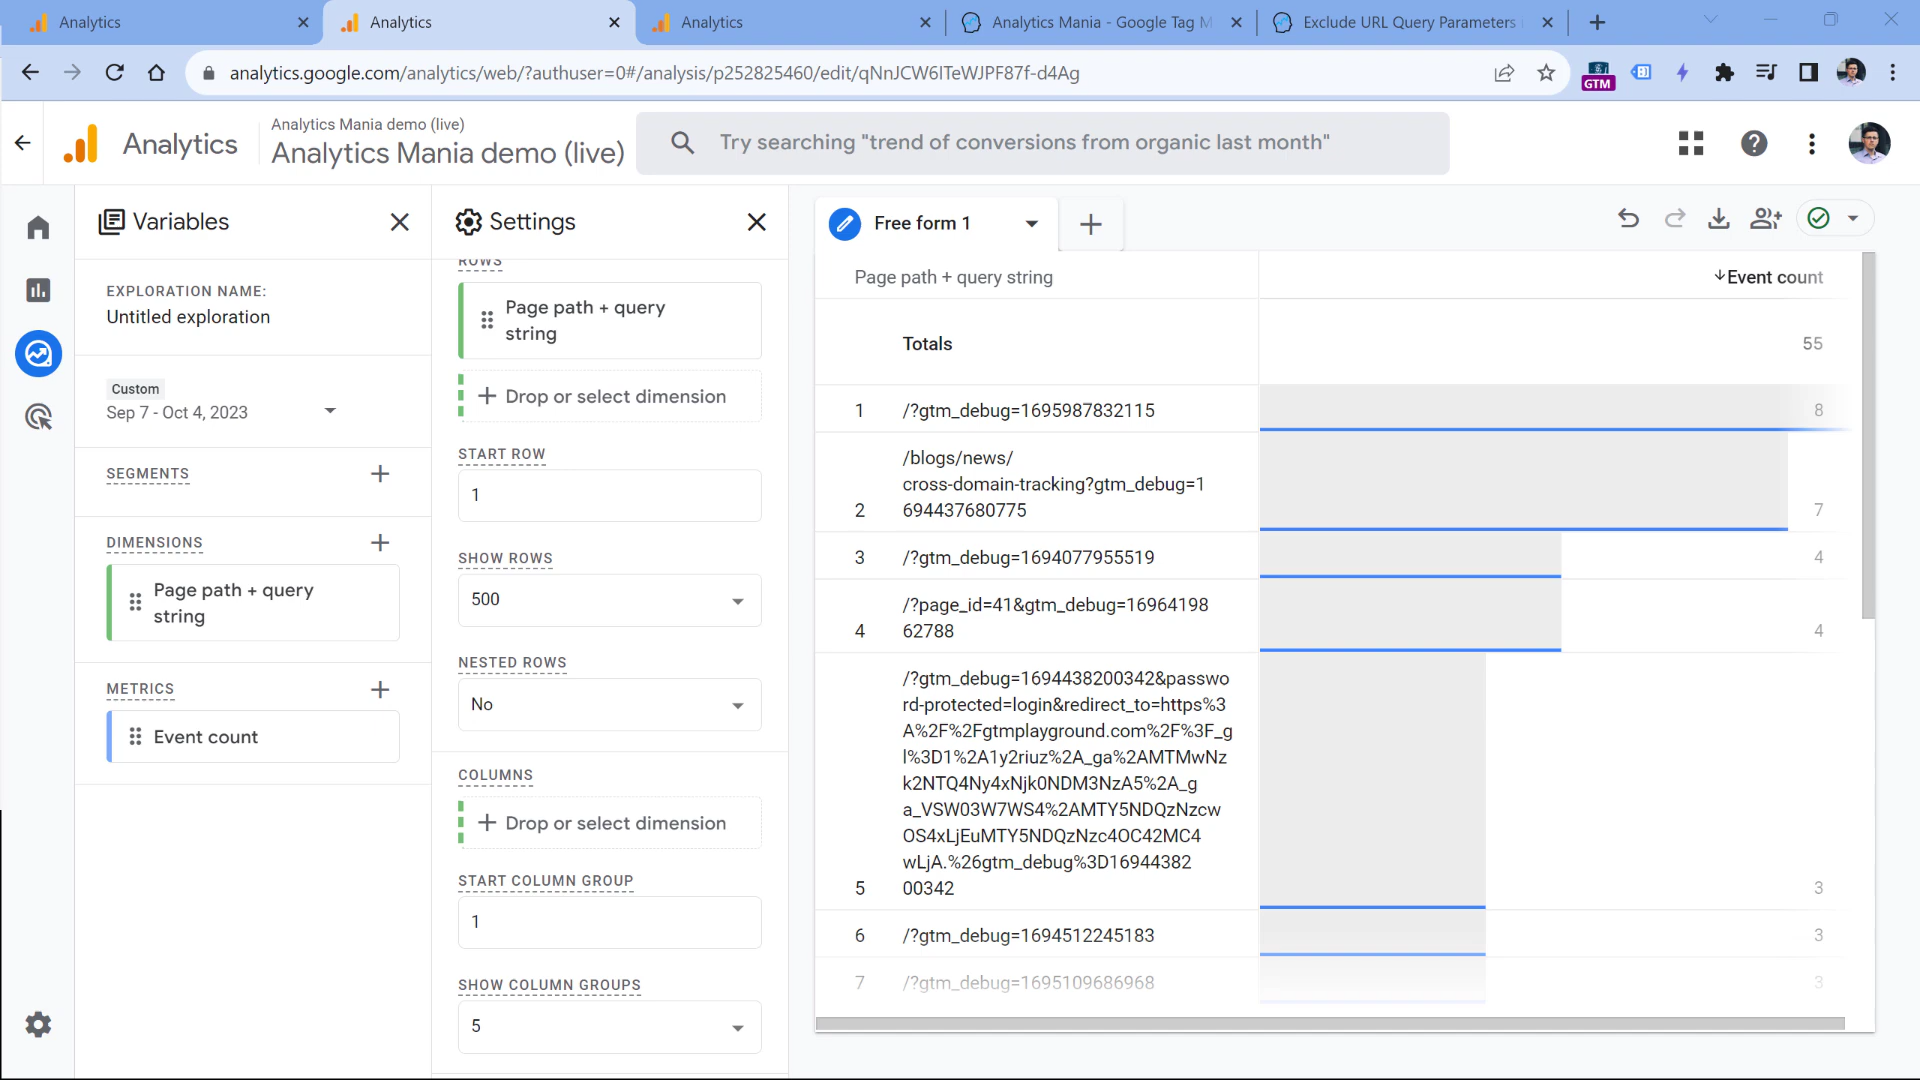 Analytics
Analytics
Analytics
Analytics Mania - Google Tag M
Exclude URL Query Parameters
analytics.google.com/analytics/web/?authuser=0#/analysis/p252825460/edit/qNnJCW6ITeWJPF87f-d4Ag
GTM
Analytics
Analytics Mania demo (live)
Analytics Mania demo (live)
Try searching "trend of conversions from organic last month"
Variables
EXPLORATION NAME:
Untitled exploration
Custom
Sep 7 - Oct 4, 2023
SEGMENTS
DIMENSIONS
Page path + query
string
METRICS
Event count
Settings
ROWS
Page path + query
string
Drop or select dimension
START ROW
1
SHOW ROWS
500
NESTED ROWS
No
COLUMNS
Drop or select dimension
START COLUMN GROUP
1
SHOW COLUMN GROUPS
5
Free form 1
Page path + query string
Event count
Totals
55
1 /?gtm_debug=1695987832115 8
/blogs/news/
cross-domain-tracking?gtm_debug=1
2 694437680775 7
3 /?gtm_debug=1694077955519 4
/?page_id=41&gtm_debug=16964198
4 62788 4
/?gtm_debug=1694438200342&passwo
rd-protected=login&redirect_to=https%3
A%2F%2Fgtmplayground.com%2F%3F_g
l%3D1%2A1y2riuz%2A_ga%2AMTMwNz
k2NTQ4Ny4xNjk0NDM3NzA5%2A_g
a_VSW03W7WS4%2AMTY5NDQzNzcw
OS4xLjEuMTY5NDQzNzc4OC42MC4
wLjA.%26gtm_debug%3D16944382
5 00342 3
6 /?gtm_debug=1694512245183 3
7 /?gtm_debug=1695109686968 3